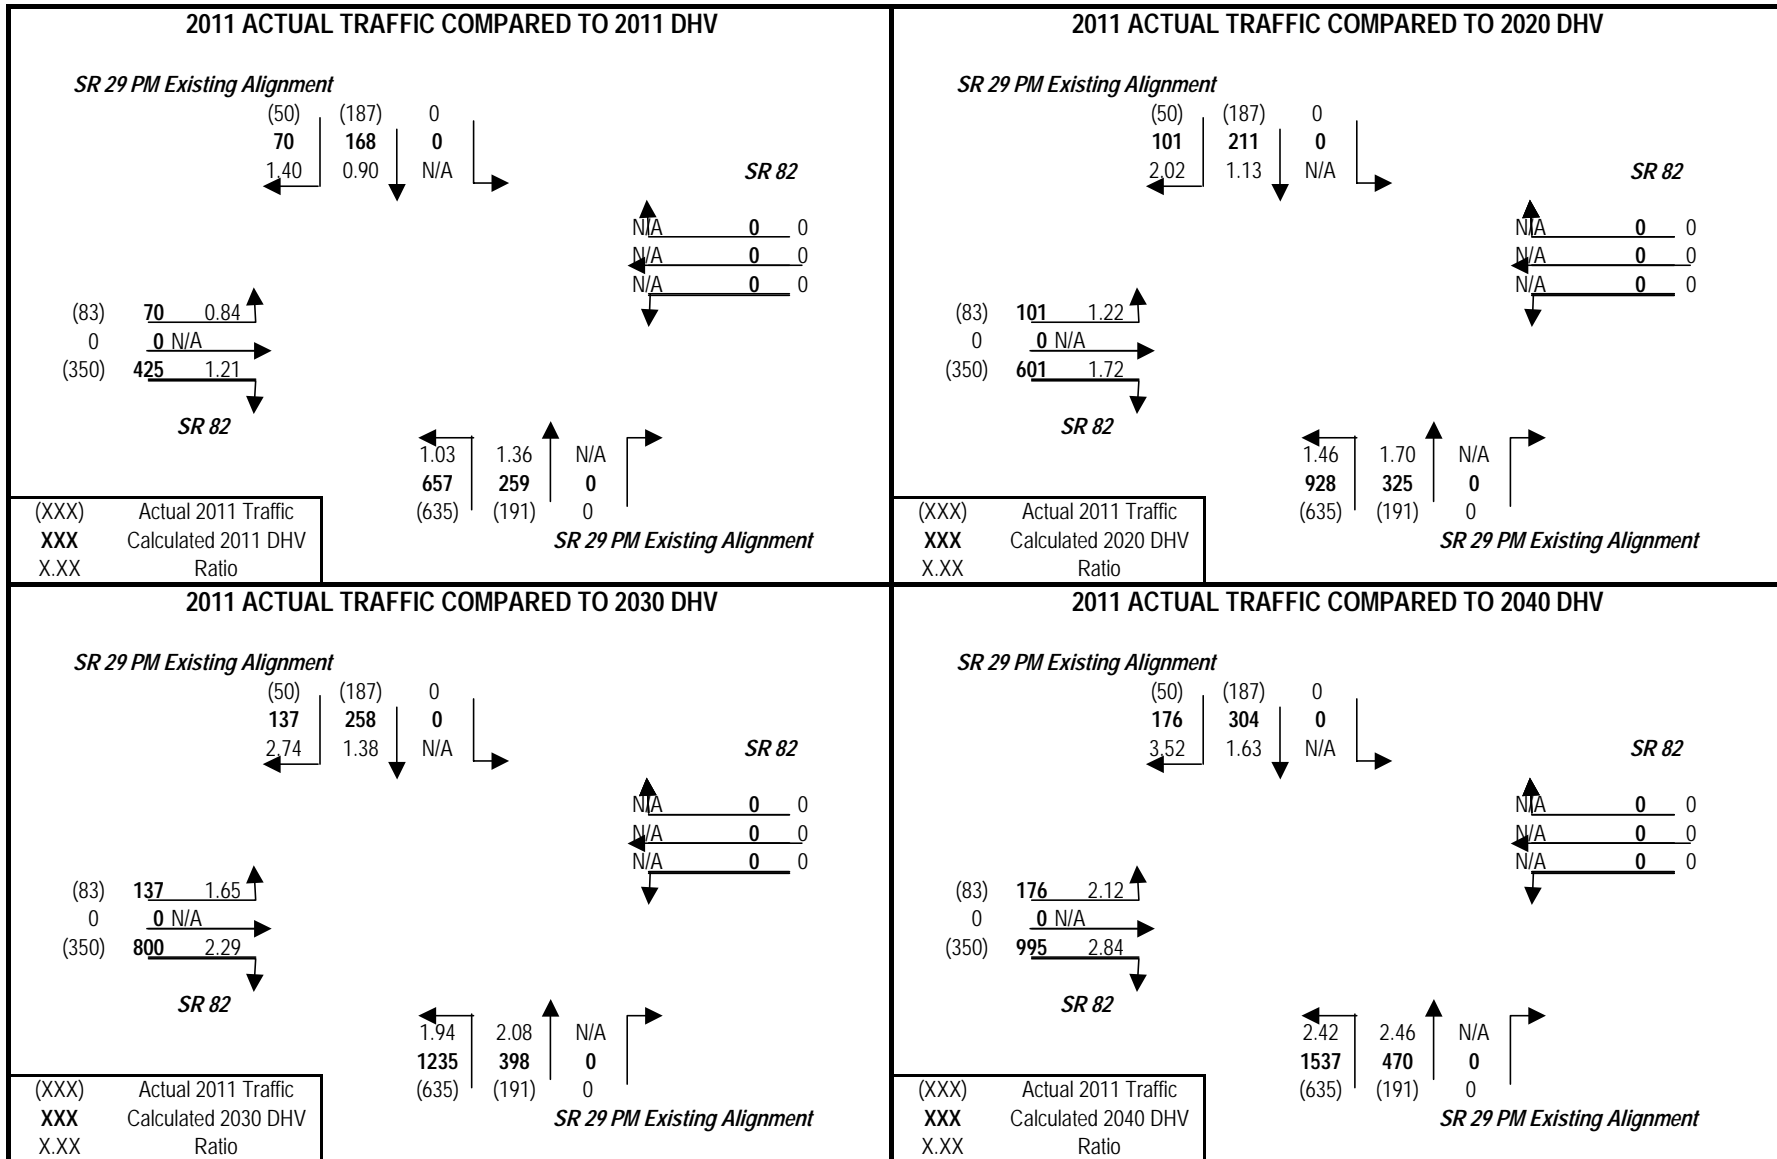 2011 ACTUAL TRAFFIC COMPARED TO 2011 DHV
SR 29 PM Existing Alignment
(50) (187) 0
70 168 0
1.40 0.90 N/A
SR 82
N/A 0 0
N/A 0 0
N/A 0 0
(83) 70 0.84
0 0 N/A
(350) 425 1.21
SR 82
1.03 1.36 N/A
657 259 0
(635) (191) 0
SR 29 PM Existing Alignment
(XXX) Actual 2011 Traffic
XXX Calculated 2011 DHV
X.XX Ratio
2011 ACTUAL TRAFFIC COMPARED TO 2020 DHV
SR 29 PM Existing Alignment
(50) (187) 0
101 211 0
2.02 1.13 N/A
SR 82
N/A 0 0
N/A 0 0
N/A 0 0
(83) 101 1.22
0 0 N/A
(350) 601 1.72
SR 82
1.46 1.70 N/A
928 325 0
(635) (191) 0
SR 29 PM Existing Alignment
(XXX) Actual 2011 Traffic
XXX Calculated 2020 DHV
X.XX Ratio
2011 ACTUAL TRAFFIC COMPARED TO 2030 DHV
SR 29 PM Existing Alignment
(50) (187) 0
137 258 0
2.74 1.38 N/A
SR 82
N/A 0 0
N/A 0 0
N/A 0 0
(83) 137 1.65
0 0 N/A
(350) 800 2.29
SR 82
1.94 2.08 N/A
1235 398 0
(635) (191) 0
SR 29 PM Existing Alignment
(XXX) Actual 2011 Traffic
XXX Calculated 2030 DHV
X.XX Ratio
2011 ACTUAL TRAFFIC COMPARED TO 2040 DHV
SR 29 PM Existing Alignment
(50) (187) 0
176 304 0
3.52 1.63 N/A
SR 82
N/A 0 0
N/A 0 0
N/A 0 0
(83) 176 2.12
0 0 N/A
(350) 995 2.84
SR 82
2.42 2.46 N/A
1537 470 0
(635) (191) 0
SR 29 PM Existing Alignment
(XXX) Actual 2011 Traffic
XXX Calculated 2040 DHV
X.XX Ratio